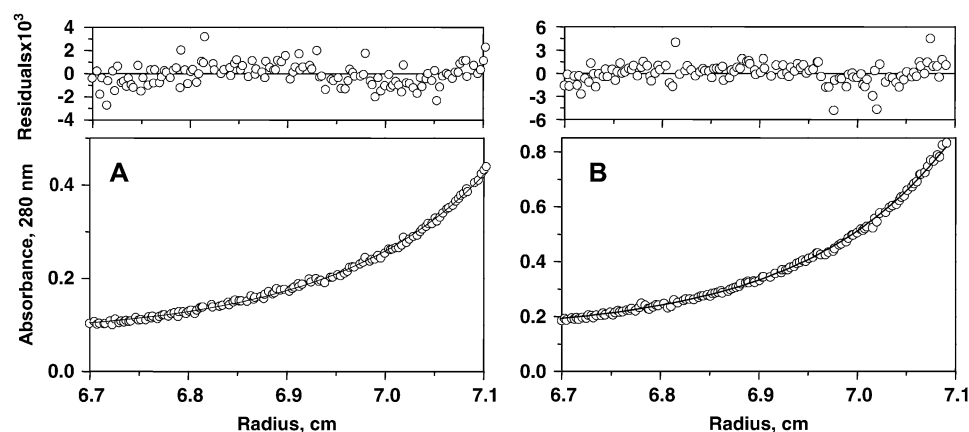 Residualsx10³
4
2
0
-2
-4
6
3
0
-3
-6
Absorbance, 280 nm
A
0.4
0.2
0.0
B
0.8
0.6
0.4
0.2
0.0
6.7 6.8 6.9 7.0 7.1
6.7 6.8 6.9 7.0 7.1
Radius, cm
Radius, cm